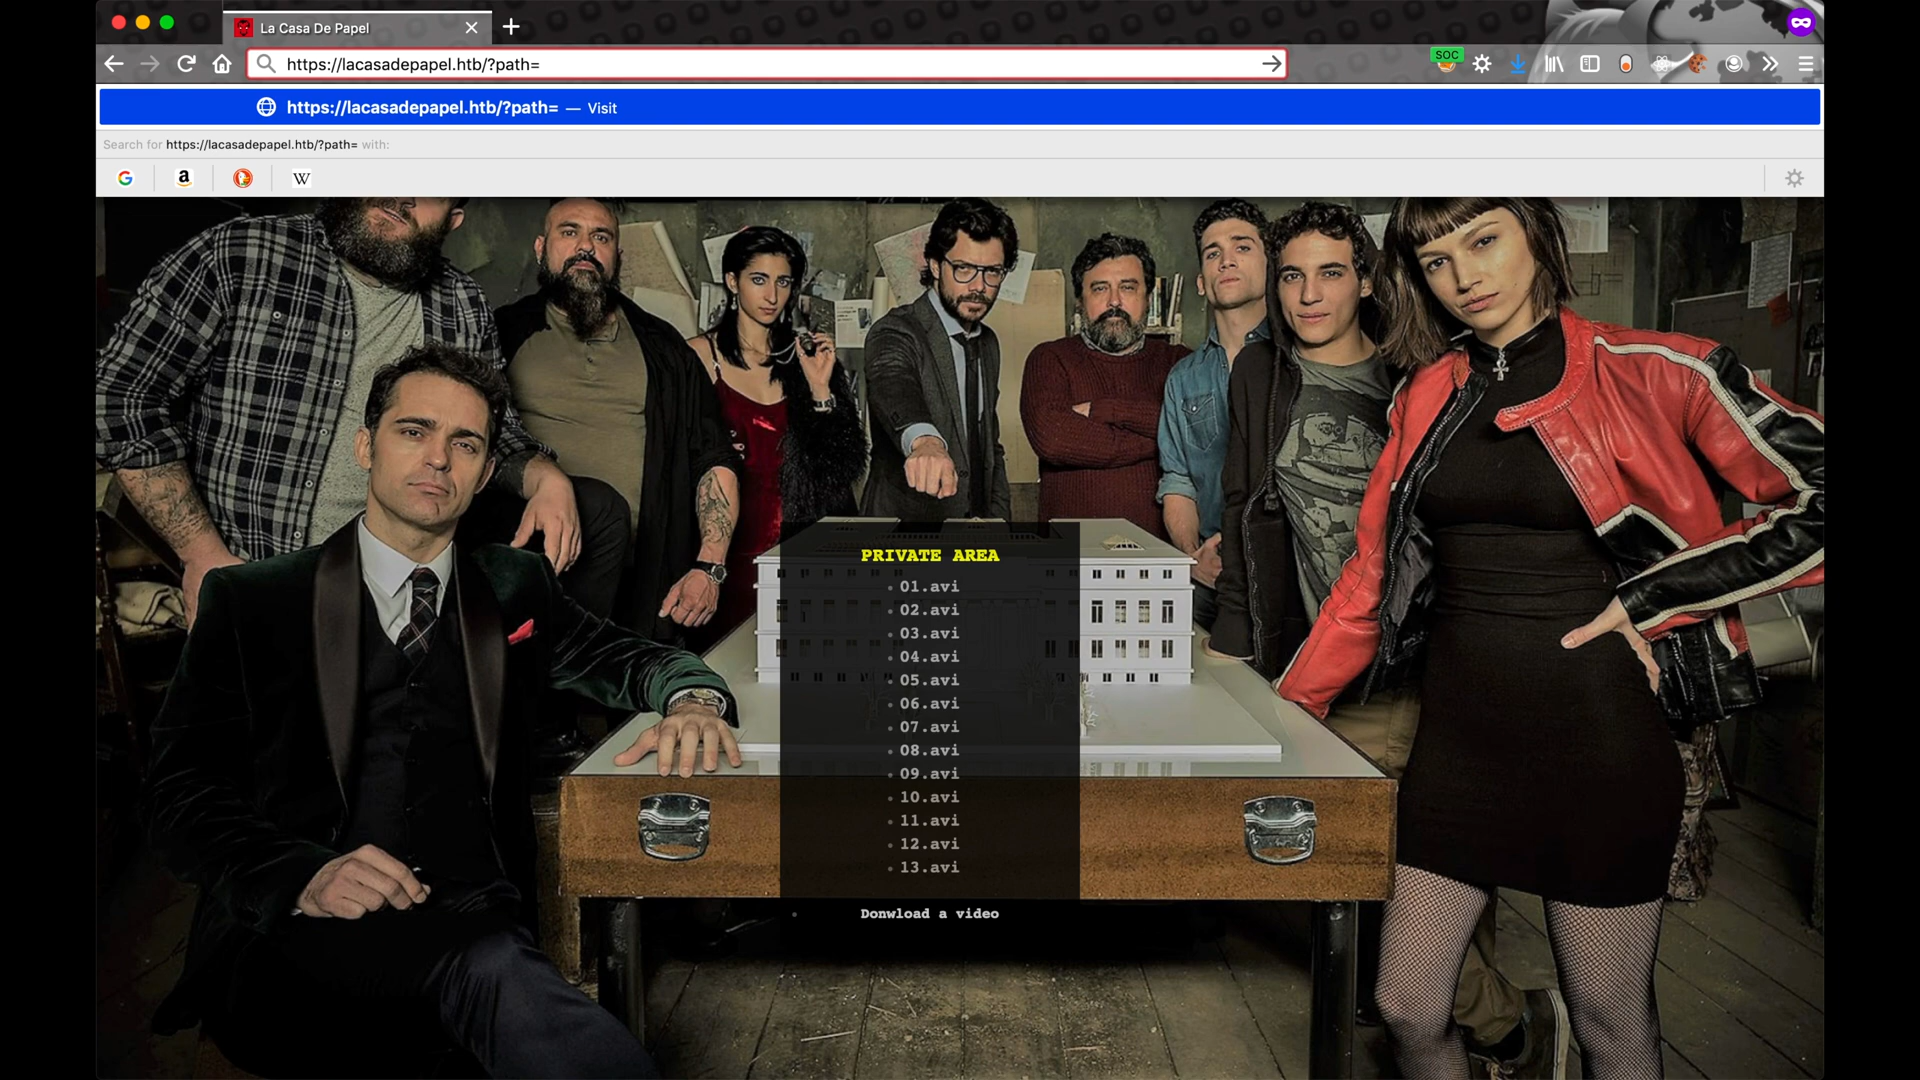 La Casa De Papel
https://lacasadepapel.htb/?path=
SOC
https://lacasadepapel.htb/?path= — Visit
Search for https://lacasadepapel.htb/?path= with:
PRIVATE AREA
01.avi
02.avi
03.avi
04.avi
05.avi
06.avi
07.avi
08.avi
09.avi
10.avi
11.avi
12.avi
13.avi
Donwload a video